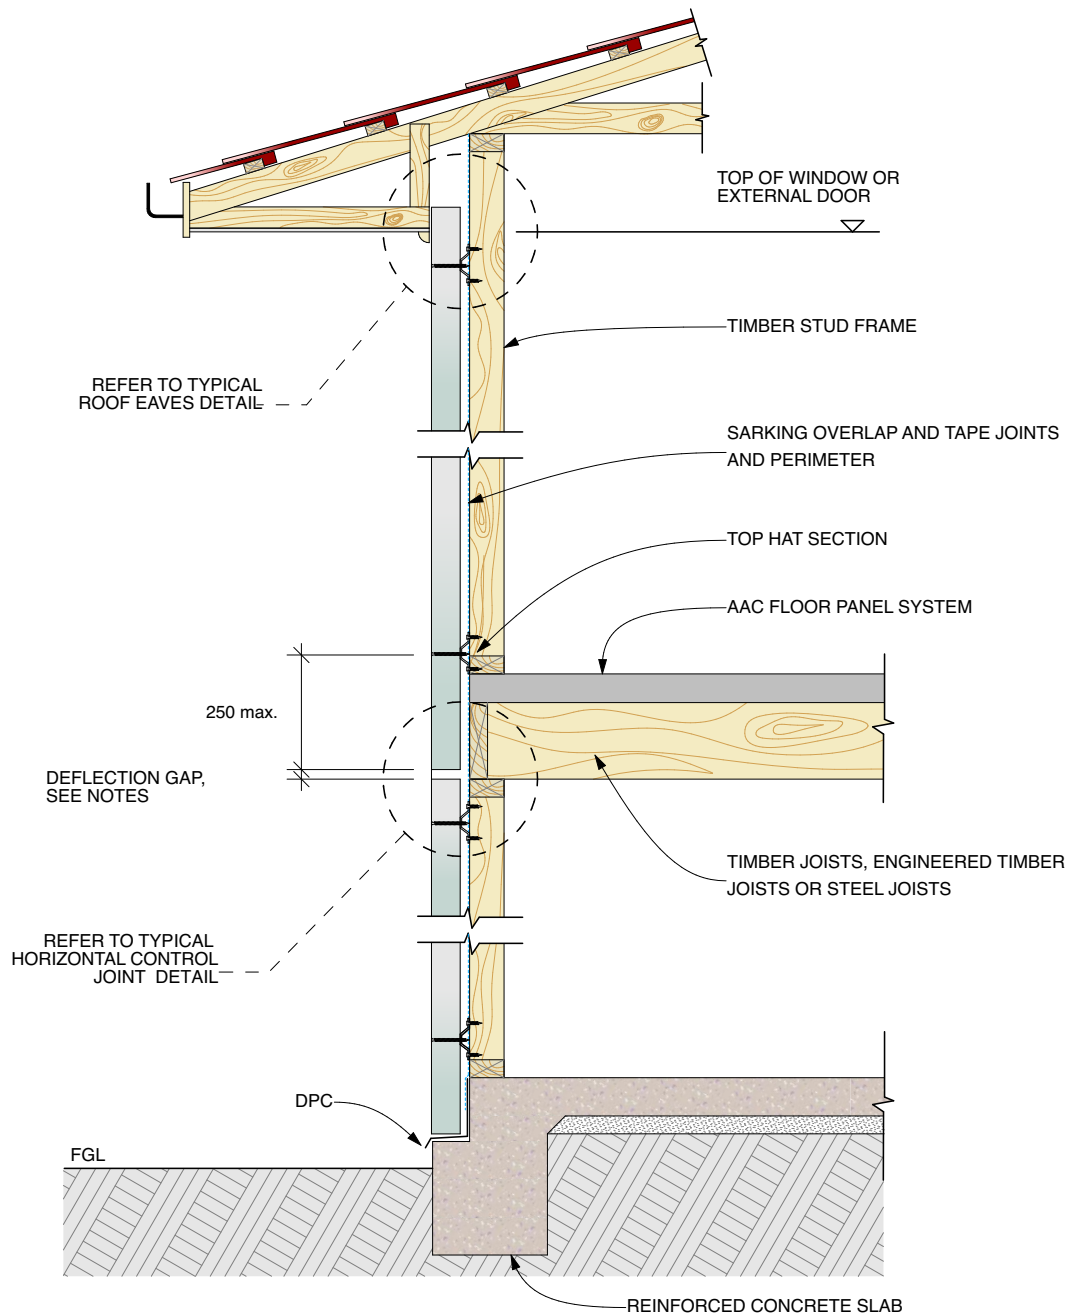 TOP OF WINDOW OR
EXTERNAL DOOR
TIMBER STUD FRAME
REFER TO TYPICAL
ROOF EAVES DETAIL
SARKING OVERLAP AND TAPE JOINTS
AND PERIMETER
TOP HAT SECTION
AAC FLOOR PANEL SYSTEM
250 max.
DEFLECTION GAP,
SEE NOTES
TIMBER JOISTS, ENGINEERED TIMBER
JOISTS OR STEEL JOISTS
REFER TO TYPICAL
HORIZONTAL CONTROL
JOINT DETAIL
DPC
FGL
REINFORCED CONCRETE SLAB